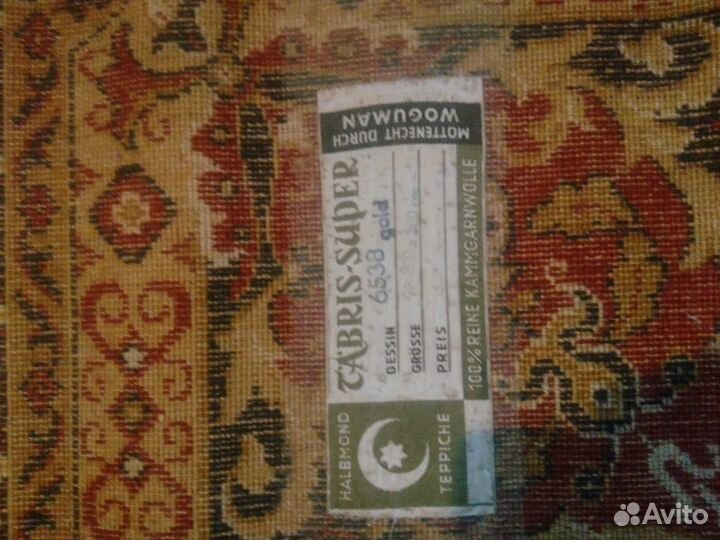 MOTTENECHT DURCH
WOGUMAN
TÄBRIS-SUPER
DESSIN 6538 gold
GRÖSSE
PREIS
100% REINE KAMMGARNWOLLE
HALBMOND
TEPPICHE
Avito